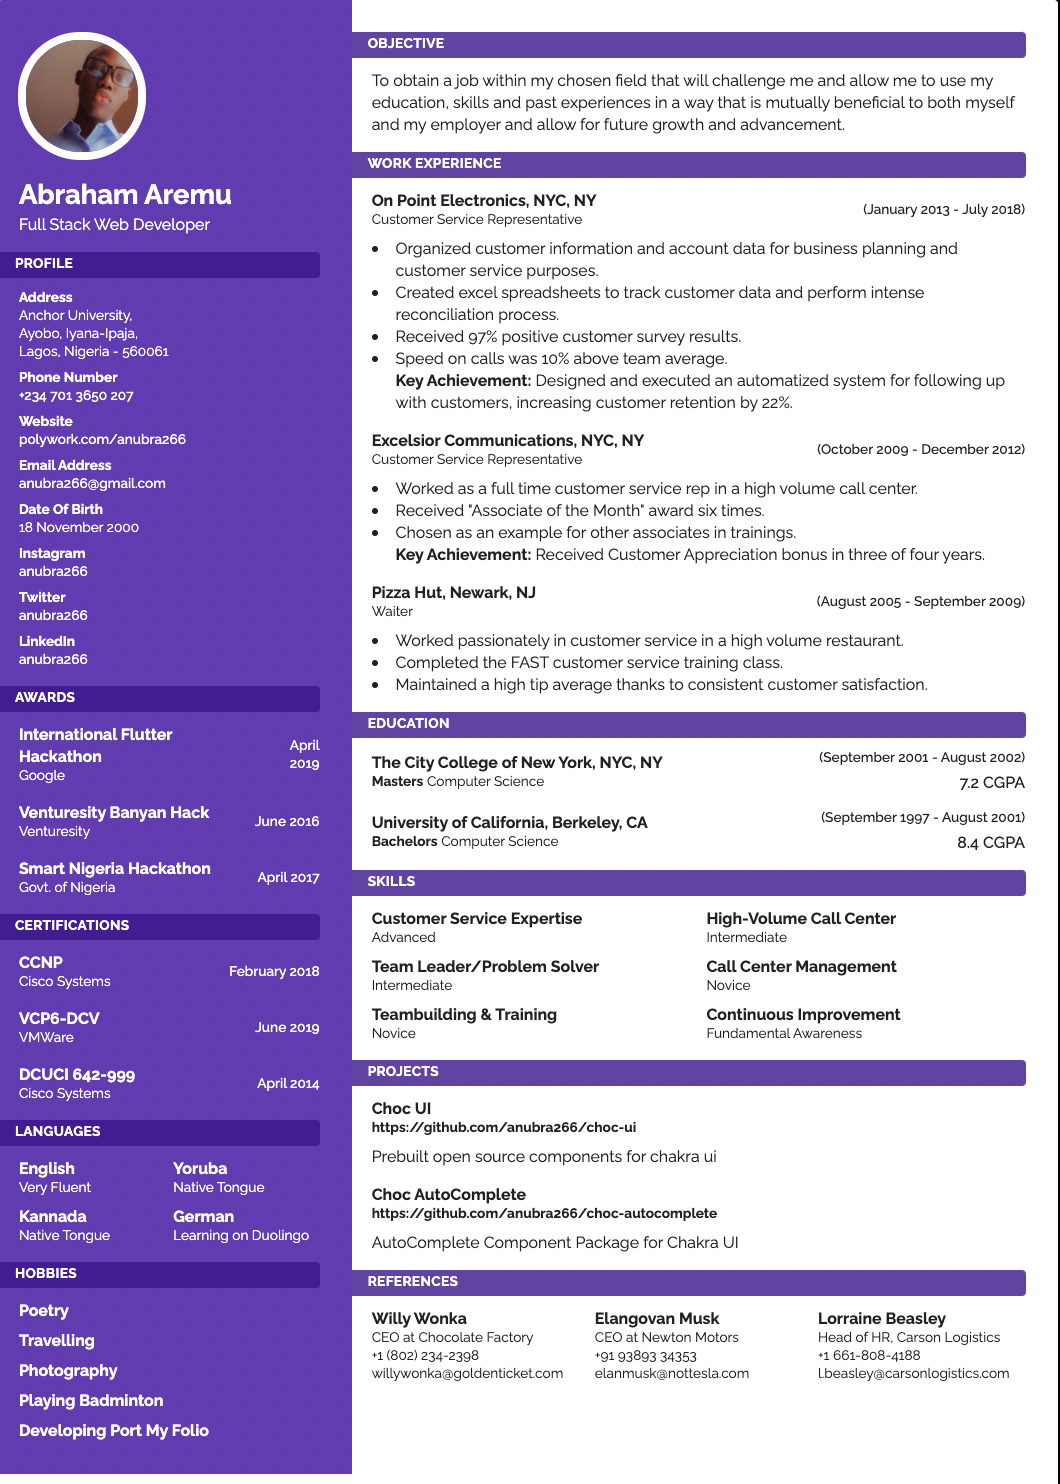 Abraham Aremu
Full Stack Web Developer
PROFILE
Address
Anchor University,
Ayobo, Iyana-Ipaja,
Lagos, Nigeria - 560061
Phone Number
+234 701 3650 207
Website
polywork.com/anubra266
Email Address
anubra266@gmail.com
Date Of Birth
18 November 2000
Instagram
anubra266
Twitter
anubra266
LinkedIn
anubra266
AWARDS
International Flutter
Hackathon
Google
April
2019
Venturesity Banyan Hack
Venturesity
June 2016
Smart Nigeria Hackathon
Govt. of Nigeria
April 2017
CERTIFICATIONS
CCNP
Cisco Systems
February 2018
VCP6-DCV
VMWare
June 2019
DCUCI 642-999
Cisco Systems
April 2014
LANGUAGES
English
Very Fluent
Yoruba
Native Tongue
Kannada
Native Tongue
German
Learning on Duolingo
HOBBIES
Poetry
Travelling
Photography
Playing Badminton
Developing Port My Folio
OBJECTIVE
To obtain a job within my chosen field that will challenge me and allow me to use my
education, skills and past experiences in a way that is mutually beneficial to both myself
and my employer and allow for future growth and advancement.
WORK EXPERIENCE
On Point Electronics, NYC, NY
Customer Service Representative
(January 2013 - July 2018)
• Organized customer information and account data for business planning and
customer service purposes.
• Created excel spreadsheets to track customer data and perform intense
reconciliation process.
• Received 97% positive customer survey results.
• Speed on calls was 10% above team average.
Key Achievement: Designed and executed an automatized system for following up
with customers, increasing customer retention by 22%.
Excelsior Communications, NYC, NY
Customer Service Representative
(October 2009 - December 2012)
• Worked as a full time customer service rep in a high volume call center.
• Received "Associate of the Month" award six times.
• Chosen as an example for other associates in trainings.
Key Achievement: Received Customer Appreciation bonus in three of four years.
Pizza Hut, Newark, NJ
Waiter
(August 2005 - September 2009)
• Worked passionately in customer service in a high volume restaurant.
• Completed the FAST customer service training class.
• Maintained a high tip average thanks to consistent customer satisfaction.
EDUCATION
The City College of New York, NYC, NY
Masters Computer Science
(September 2001 - August 2002)
7.2 CGPA
University of California, Berkeley, CA
Bachelors Computer Science
(September 1997 - August 2001)
8.4 CGPA
SKILLS
Customer Service Expertise
Advanced
High-Volume Call Center
Intermediate
Team Leader/Problem Solver
Intermediate
Call Center Management
Novice
Teambuilding & Training
Novice
Continuous Improvement
Fundamental Awareness
PROJECTS
Choc UI
https://github.com/anubra266/choc-ui
Prebuilt open source components for chakra ui
Choc AutoComplete
https://github.com/anubra266/choc-autocomplete
AutoComplete Component Package for Chakra UI
REFERENCES
Willy Wonka
CEO at Chocolate Factory
+1 (802) 234-2398
willywonka@goldenticket.com
Elangovan Musk
CEO at Newton Motors
+91 93893 34353
elanmusk@nottesla.com
Lorraine Beasley
Head of HR, Carson Logistics
+1 661-808-4188
l.beasley@carsonlogistics.com